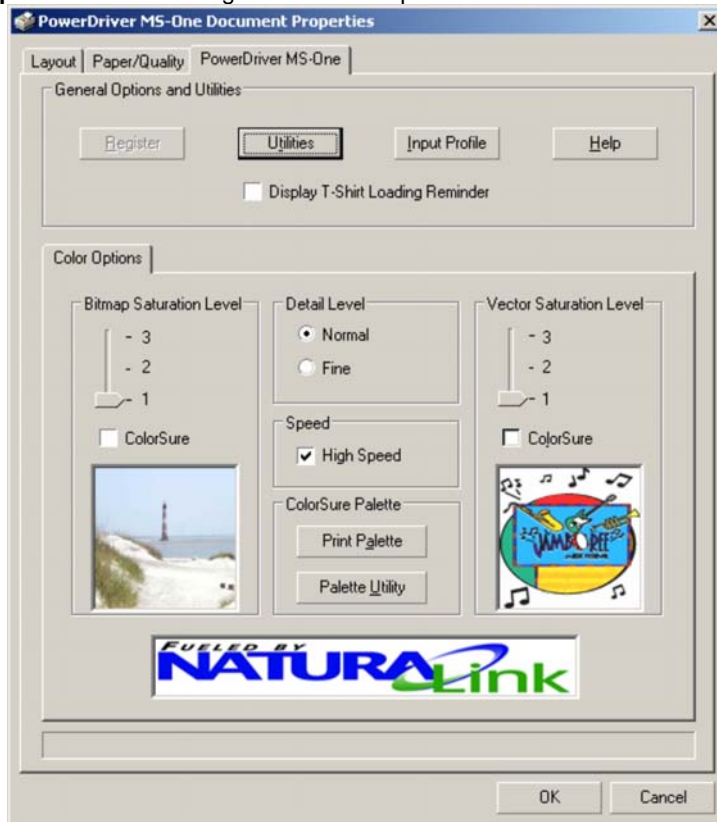 PowerDriver MS-One Document Properties
Layout Paper/Quality PowerDriver MS-One
General Options and Utilities
Register Utilities Input Profile Help
Display T-Shirt Loading Reminder
Color Options
Bitmap Saturation Level
- 3
- 2
- 1
ColorSure
Detail Level
Normal
Fine
Speed
High Speed
ColorSure Palette
Print Palette
Palette Utility
Vector Saturation Level
- 3
- 2
- 1
ColorSure
JAMBOREE
FUELED BY
NATURALink
OK Cancel